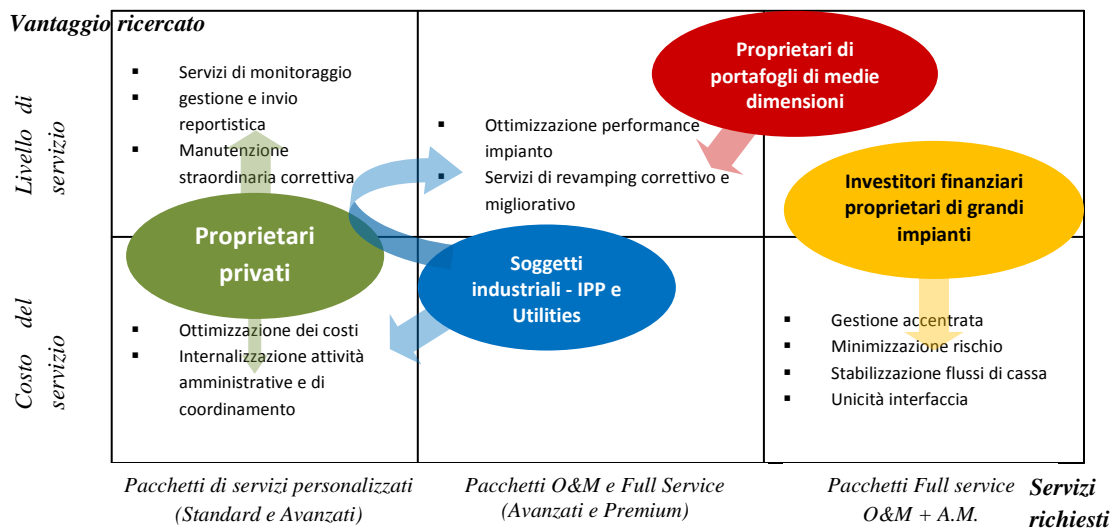 Vantaggio ricercato
Livello di
servizio
▪ Servizi di monitoraggio
▪ gestione e invio
reportistica
▪ Manutenzione
straordinaria correttiva
▪ Ottimizzazione performance
impianto
▪ Servizi di revamping correttivo e
migliorativo
Proprietari di
portafogli di medie
dimensioni
Investitori finanziari
proprietari di grandi
impianti
Proprietari
privati
Soggetti
industriali - IPP e
Utilities
Costo del
servizio
▪ Ottimizzazione dei costi
▪ Internalizzazione attività
amministrative e di
coordinamento
▪ Gestione accentrata
▪ Minimizzazione rischio
▪ Stabilizzazione flussi di cassa
▪ Unicità interfaccia
Pacchetti di servizi personalizzati
(Standard e Avanzati)
Pacchetti O&M e Full Service
(Avanzati e Premium)
Pacchetti Full service
O&M + A.M.
Servizi
richiesti